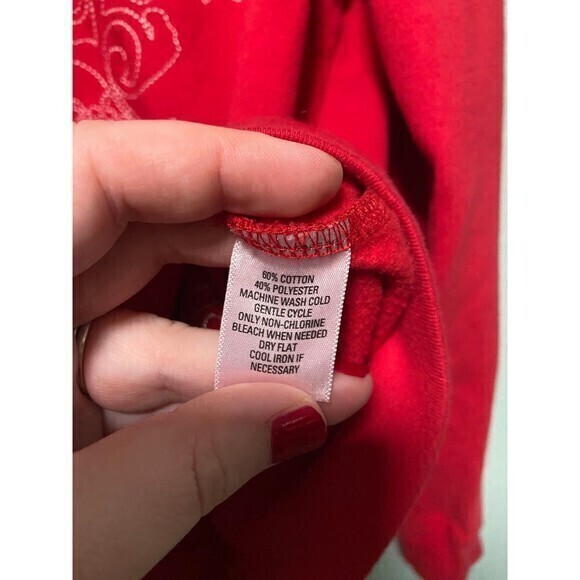 60% COTTON
40% POLYESTER
MACHINE WASH COLD
GENTLE CYCLE
ONLY NON-CHLORINE
BLEACH WHEN NEEDED
DRY FLAT
COOL IRON IF
NECESSARY